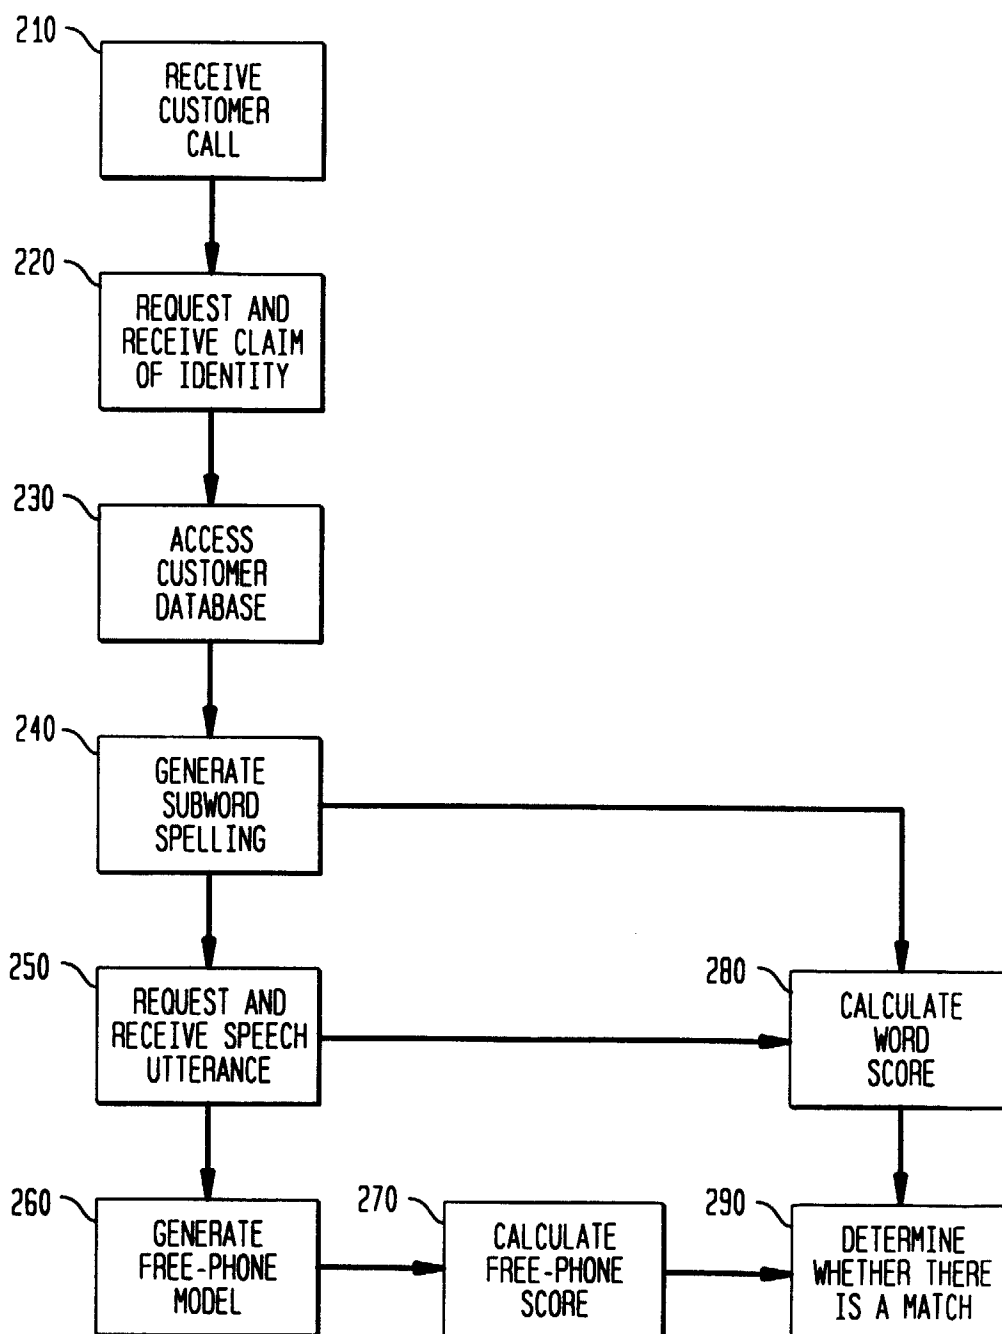 210
RECEIVE
CUSTOMER
CALL
220
REQUEST AND
RECEIVE CLAIM
OF IDENTITY
230
ACCESS
CUSTOMER
DATABASE
240
GENERATE
SUBWORD
SPELLING
250
REQUEST AND
RECEIVE SPEECH
UTTERANCE
280
CALCULATE
WORD
SCORE
260
GENERATE
FREE-PHONE
MODEL
270
CALCULATE
FREE-PHONE
SCORE
290
DETERMINE
WHETHER THERE
IS A MATCH